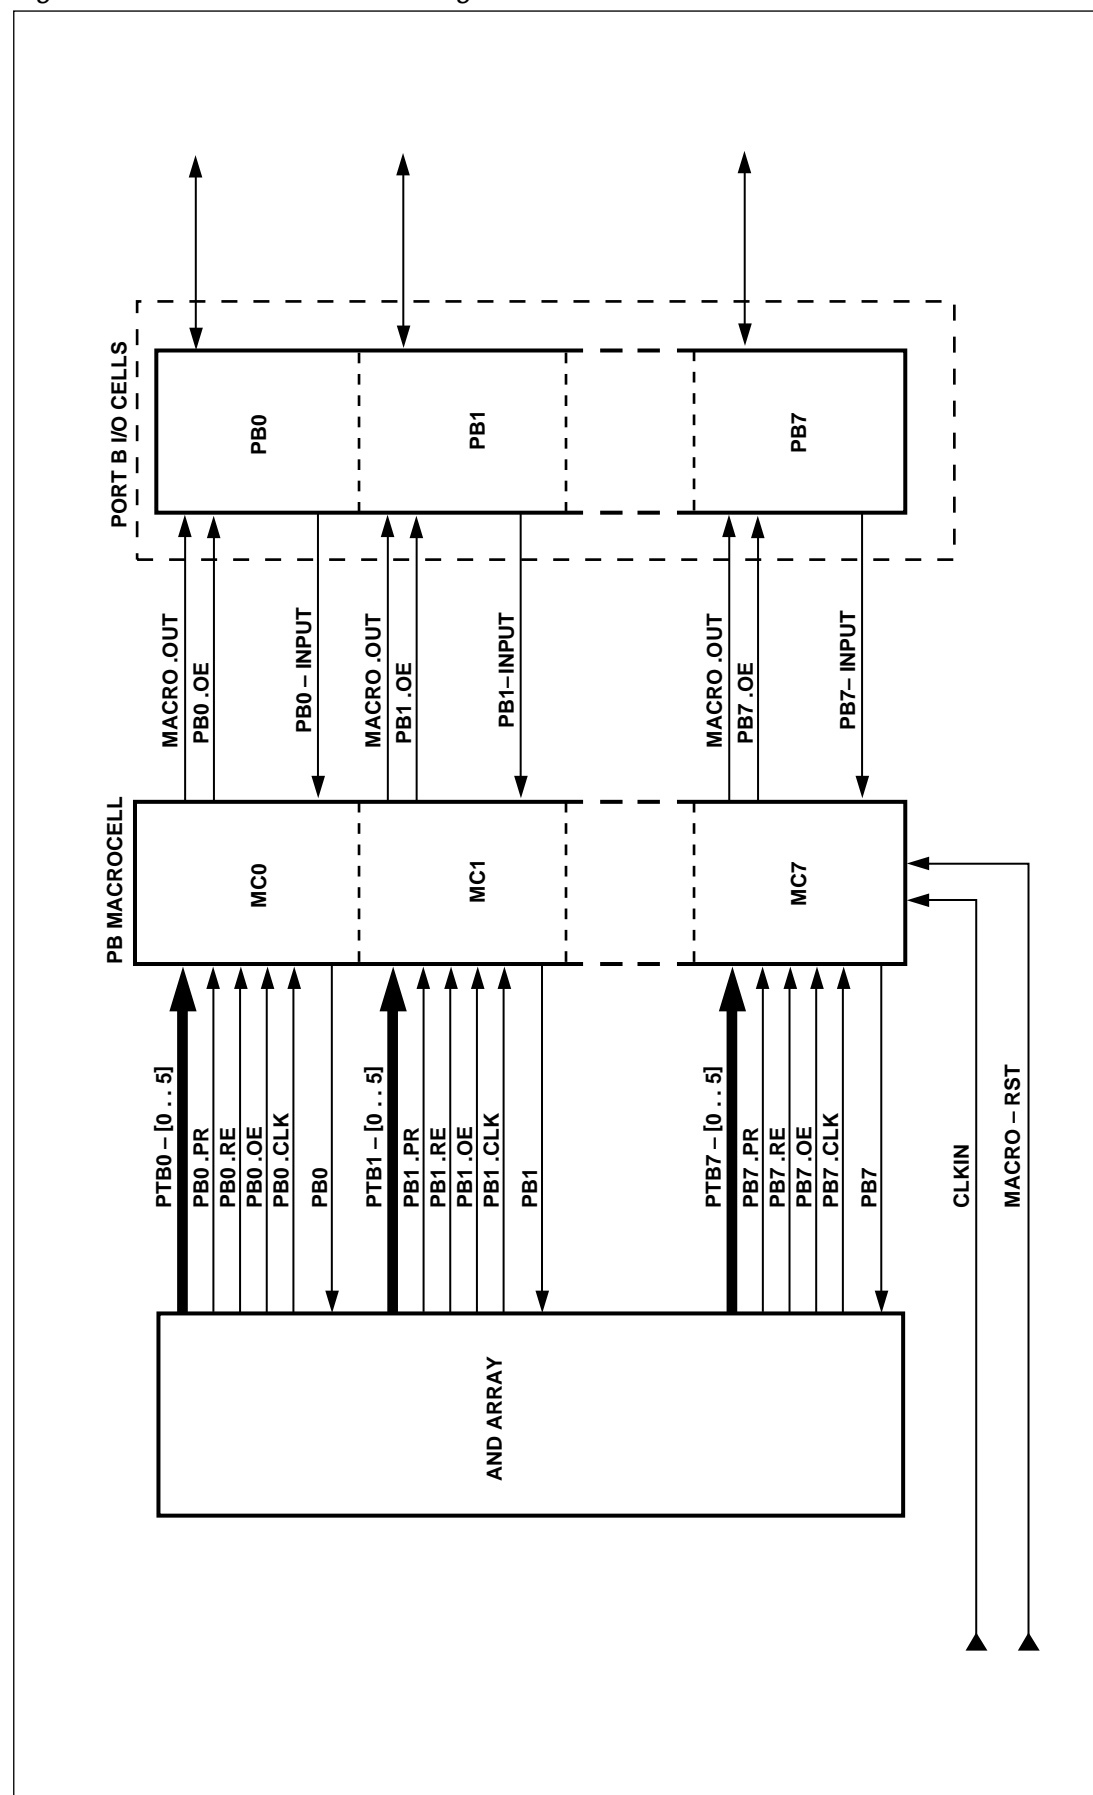 PB MACROCELL
PORT B I/O CELLS
PTB0 – [0 . . 5]
MACRO .OUT
PB0 .PR
PB0 .OE
PB0 .RE
PB0 .OE
MC0
PB0
PB0 .CLK
PB0 – INPUT
PB0
PTB1 – [0 . . 5]
MACRO .OUT
PB1 .PR
PB1 .OE
PB1 .RE
PB1 .OE
AND ARRAY
MC1
PB1
PB1 .CLK
PB1– INPUT
PB1
PTB7 – [0 . . 5]
MACRO .OUT
PB7 .PR
PB7 .OE
PB7 .RE
PB7 .OE
MC7
PB7
PB7 .CLK
PB7– INPUT
PB7
CLKIN
MACRO – RST